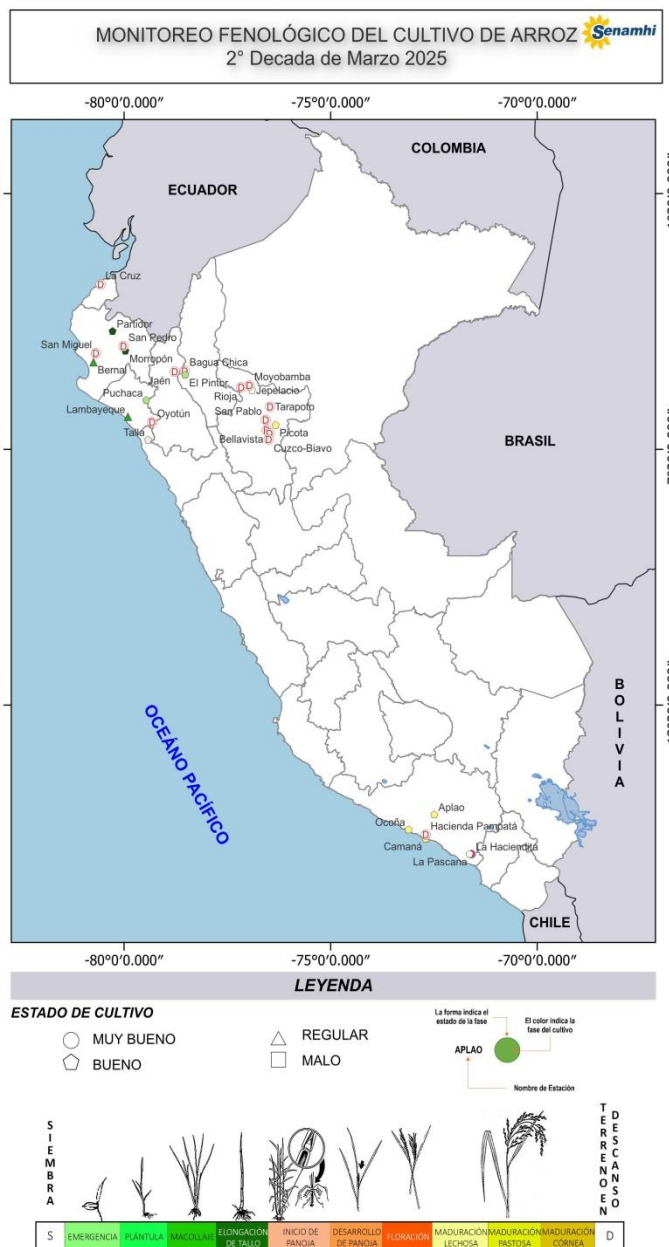 MONITOREO FENOLÓGICO DEL CULTIVO DE ARROZ
Senamhi
2° Decada de Marzo 2025
-80°0'0.000" -75°0'0.000" -70°0'0.000"
COLOMBIA
ECUADOR
La Cruz
D
Partidor
San Pedro
D
San Miguel
D
Morropón
Bernal
Bagua Chica
D
D
Jaén
El Pintor
Moyobamba
D
D
Jepelacio
Rioja
Puchaca
San Pablo
Tarapoto
D
Lambayeque
Oyotún
D
D
Talla
Picota
D
D
Bellavista
D
Cuzco-Biavo
BRASIL
BOLIVIA
OCEÁNO PACÍFICO
Aplao
Ocoña
Hacienda Pampatá
D
Camaná
La Haciendita
La Pascana
CHILE
-80°0'0.000" -75°0'0.000" -70°0'0.000"
LEYENDA
ESTADO DE CULTIVO
MUY BUENO
REGULAR
BUENO
MALO
La forma indica el
estado de la fase
El color indica la
fase del cultivo
APLAO
Nombre de Estación
SIEMBRA
TERRENO EN
DESCANSO
S EMERGENCIA PLÁNTULA MACOLLAJE ELONGACIÓN DE TALLO INICIO DE PANOJA DESARROLLO DE PANOJA FLORACIÓN MADURACIÓN LECHOSA MADURACIÓN PASTOSA MADURACIÓN CÓRNEA D